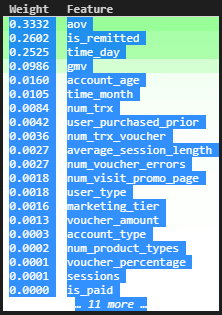 Weight Feature
0.3332 aov
0.2602 is_remitted
0.2525 time_day
0.0986 gmv
0.0160 account_age
0.0105 time_month
0.0084 num_trx
0.0042 user_purchased_prior
0.0036 num_trx_voucher
0.0027 average_session_length
0.0027 num_voucher_errors
0.0018 num_visit_promo_page
0.0018 user_type
0.0016 marketing_tier
0.0013 voucher_amount
0.0003 account_type
0.0002 num_product_types
0.0001 voucher_percentage
0.0001 sessions
0.0000 is_paid
… 11 more …